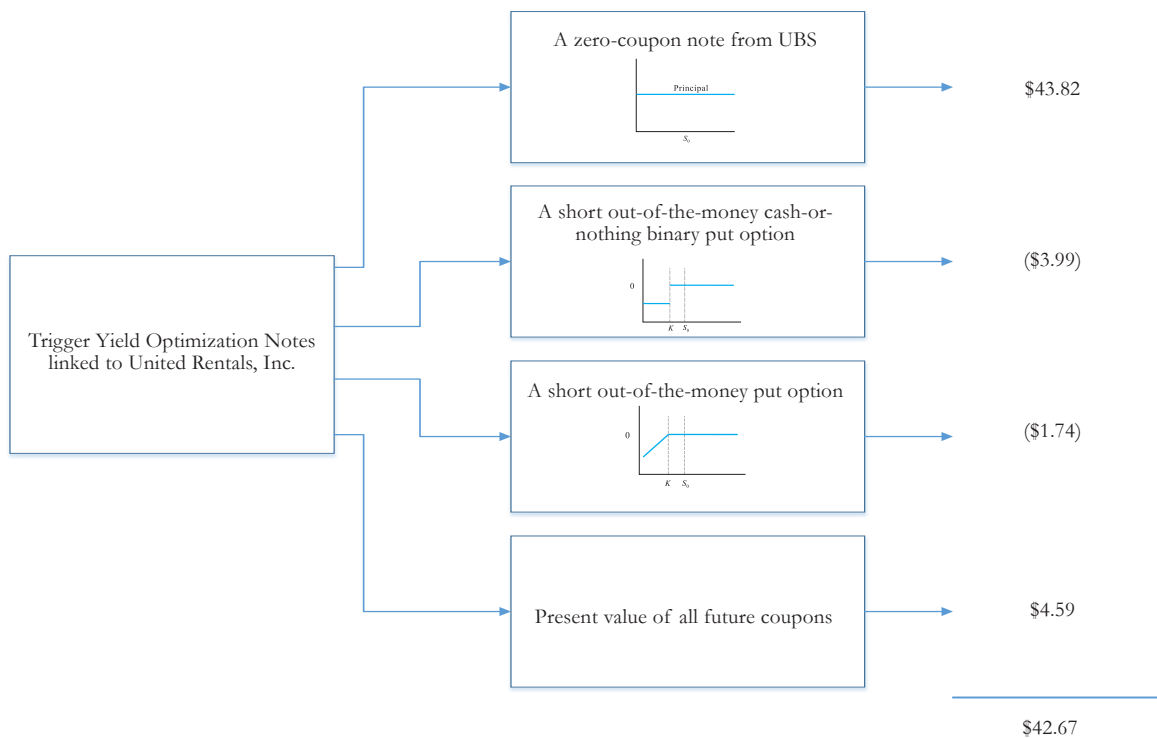 Trigger Yield Optimization Notes
linked to United Rentals, Inc.
A zero-coupon note from UBS
Principal
S0
$43.82
A short out-of-the-money cash-or-
nothing binary put option
0
K S0
($3.99)
A short out-of-the-money put option
0
K S0
($1.74)
Present value of all future coupons
$4.59
$42.67